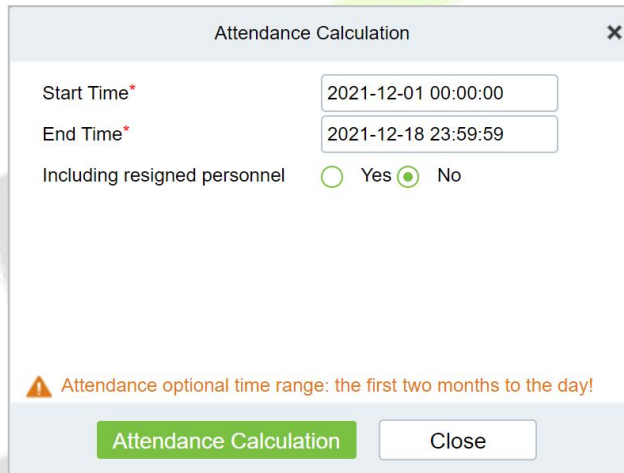 Attendance Calculation
Start Time* 2021-12-01 00:00:00
End Time* 2021-12-18 23:59:59
Including resigned personnel Yes No
Attendance optional time range: the first two months to the day!
Attendance Calculation Close